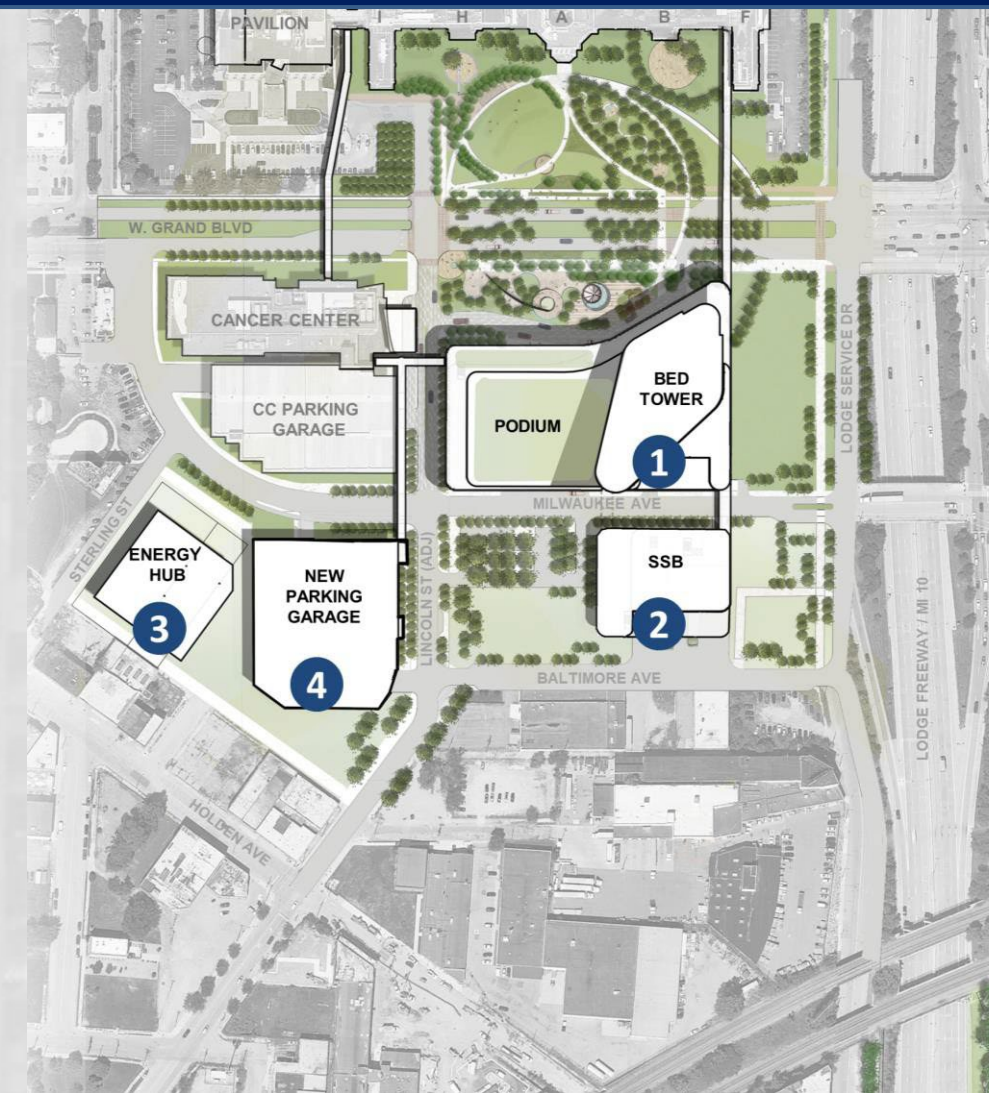 PAVILION
I
H
A
B
F
W. GRAND BLVD
CANCER CENTER
LODGE SERVICE DR
BED
TOWER
CC PARKING
GARAGE
PODIUM
1
MILWAUKEE AVE
STERLING ST
ENERGY
HUB
3
NEW
PARKING
GARAGE
4
LINCOLN ST (ADJ)
SSB
2
BALTIMORE AVE
LODGE FREEWAY / MI 10
HOLDEN AVE